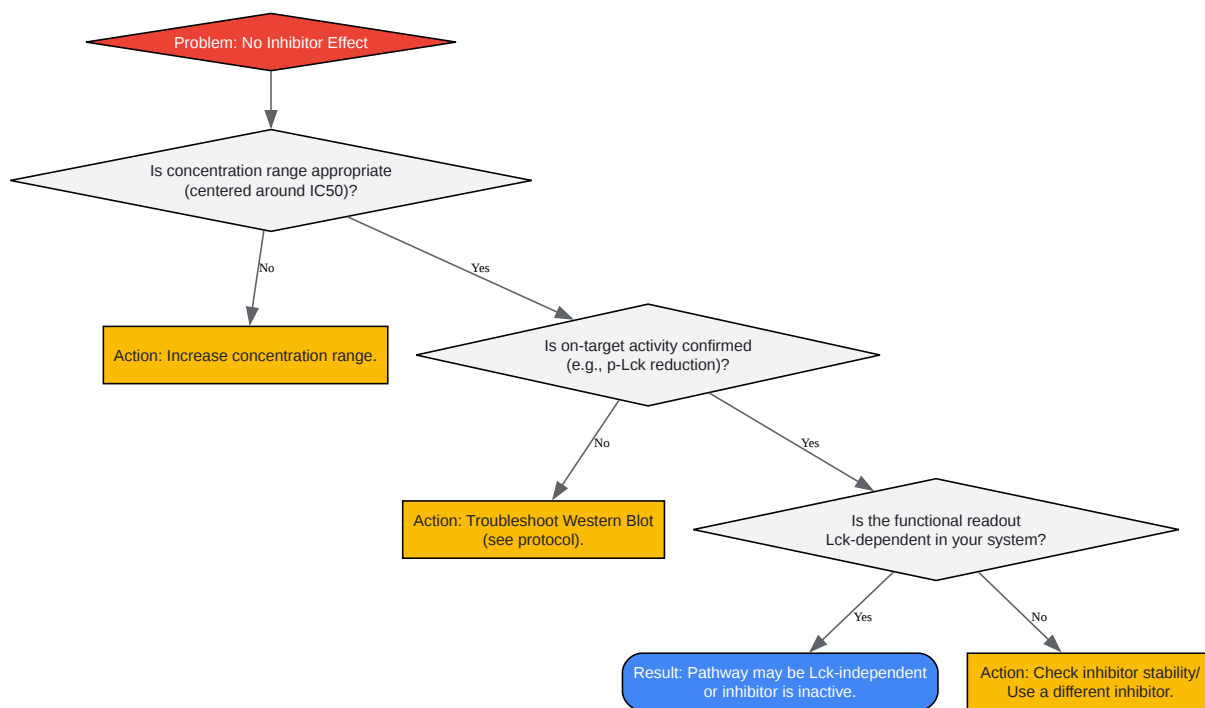 Problem: No Inhibitor Effect
Is concentration range appropriate
(centered around IC50)?
No
Yes
Action: Increase concentration range.
Is on-target activity confirmed
(e.g., p-Lck reduction)?
No
Yes
Action: Troubleshoot Western Blot
(see protocol).
Is the functional readout
Lck-dependent in your system?
Yes
No
Result: Pathway may be Lck-independent
or inhibitor is inactive.
Action: Check inhibitor stability/
Use a different inhibitor.